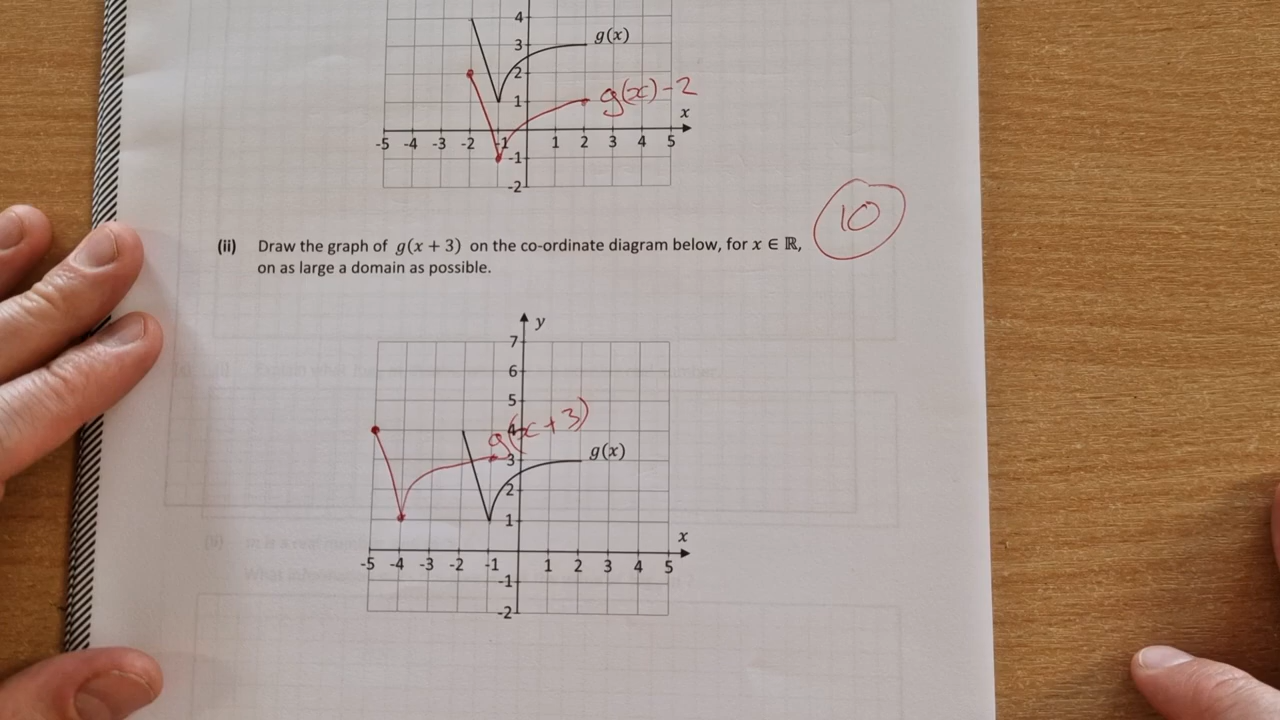 4
3
g(x)
2
1
g(x)-2
x
-5 -4 -3 -2 -1 1 2 3 4 5
-1
-2
10
(ii) Draw the graph of g(x + 3) on the co-ordinate diagram below, for x ∈ ℝ,
on as large a domain as possible.
y
7
6
5
4
g(x+3)
3
g(x)
2
1
x
-5 -4 -3 -2 -1 1 2 3 4 5
-1
-2